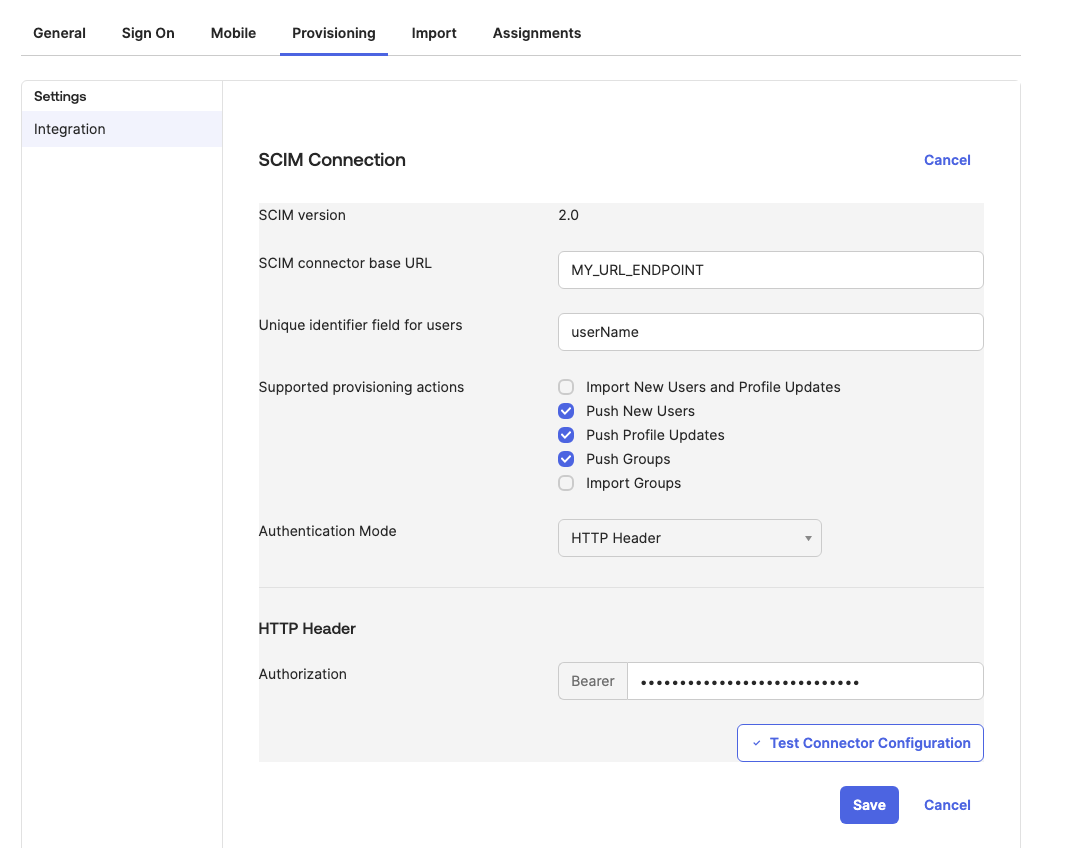 General Sign On Mobile Provisioning Import Assignments
Settings
Integration
SCIM Connection Cancel
SCIM version 2.0
SCIM connector base URL MY_URL_ENDPOINT
Unique identifier field for users userName
Supported provisioning actions Import New Users and Profile Updates
Push New Users
Push Profile Updates
Push Groups
Import Groups
Authentication Mode HTTP Header
HTTP Header
Authorization Bearer ••••••••••••••••••••••••••••
Test Connector Configuration
Save Cancel